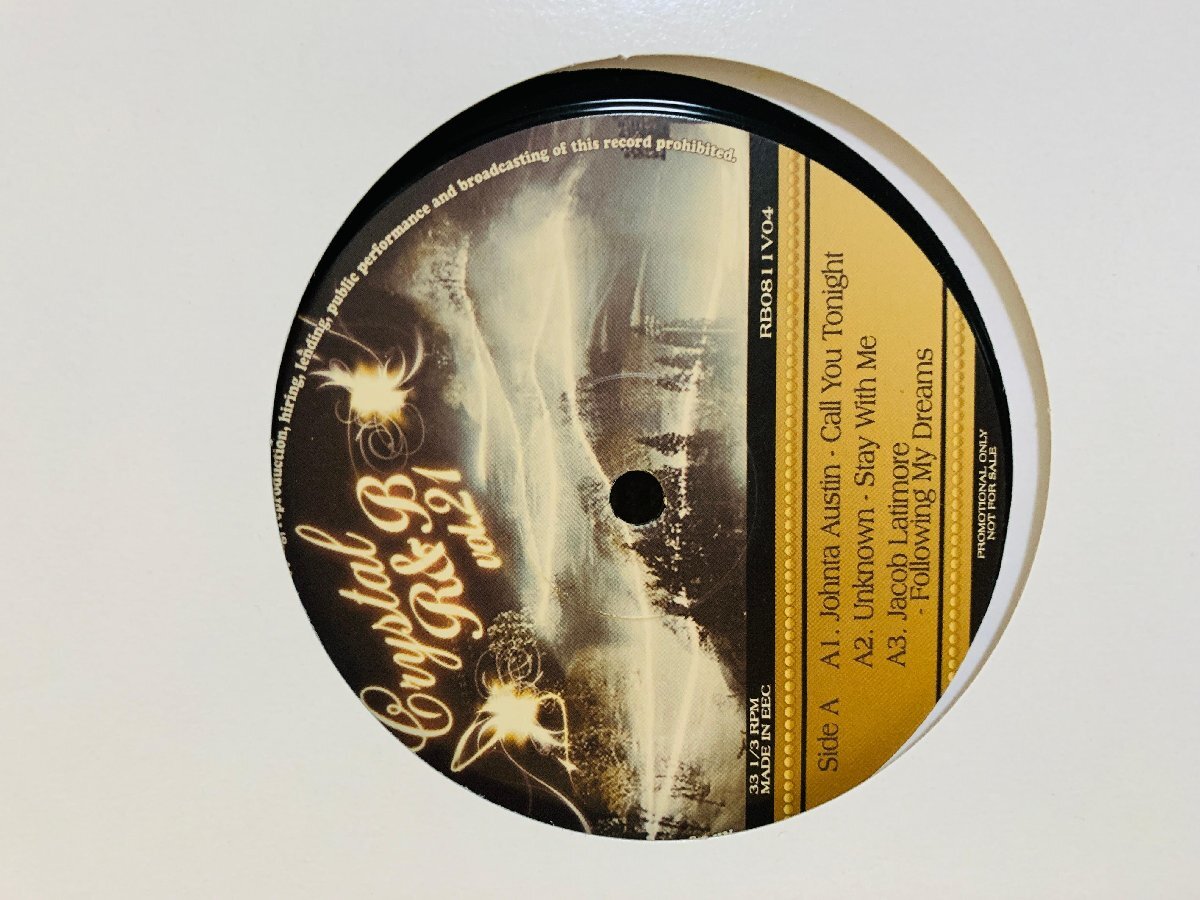 production, hiring, lending, public performance and broadcasting of this record prohibited.
Crystal
R&B
vol.21
33 1/3 RPM
MADE IN EEC
RB0811V04
Side A
A1. Johnta Austin - Call You Tonight
A2. Unknown - Stay With Me
A3. Jacob Latimore
- Following My Dreams
PROMOTIONAL ONLY
NOT FOR SALE